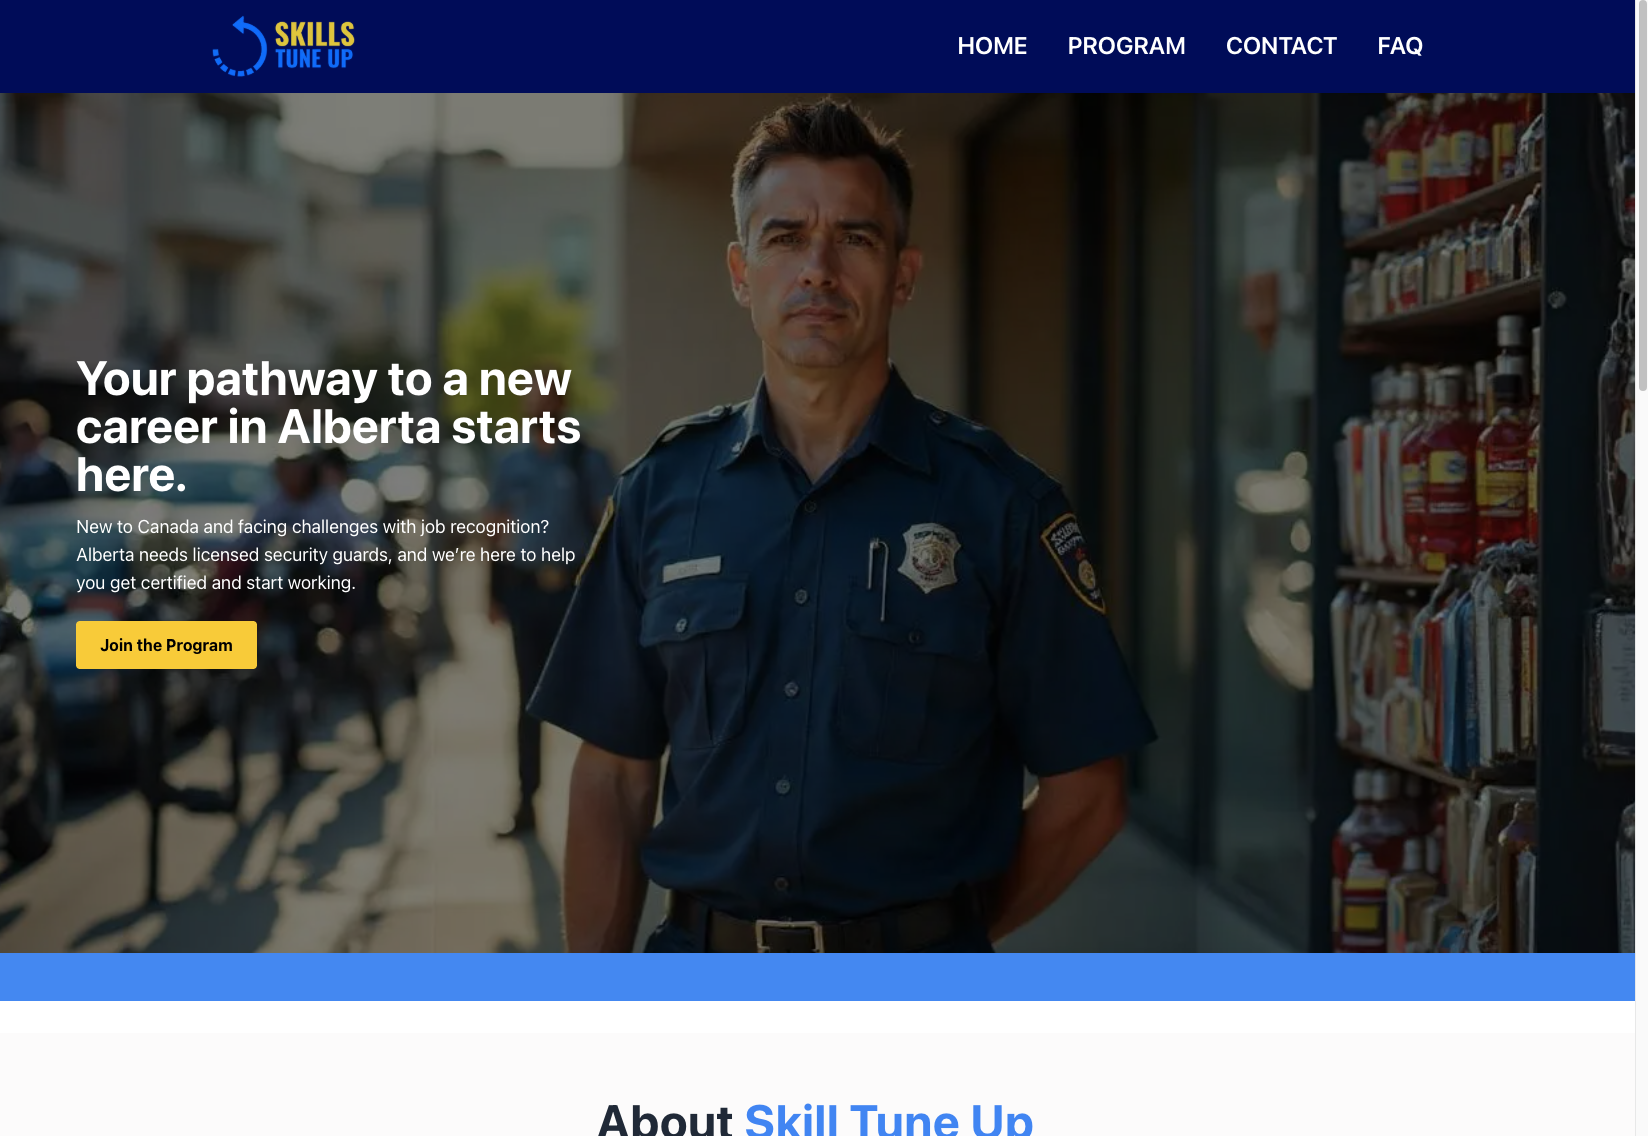 SKILLS
TUNE UP
HOME PROGRAM CONTACT FAQ
Your pathway to a new
career in Alberta starts
here.
New to Canada and facing challenges with job recognition?
Alberta needs licensed security guards, and we’re here to help
you get certified and start working.
Join the Program
About Skill Tune Up